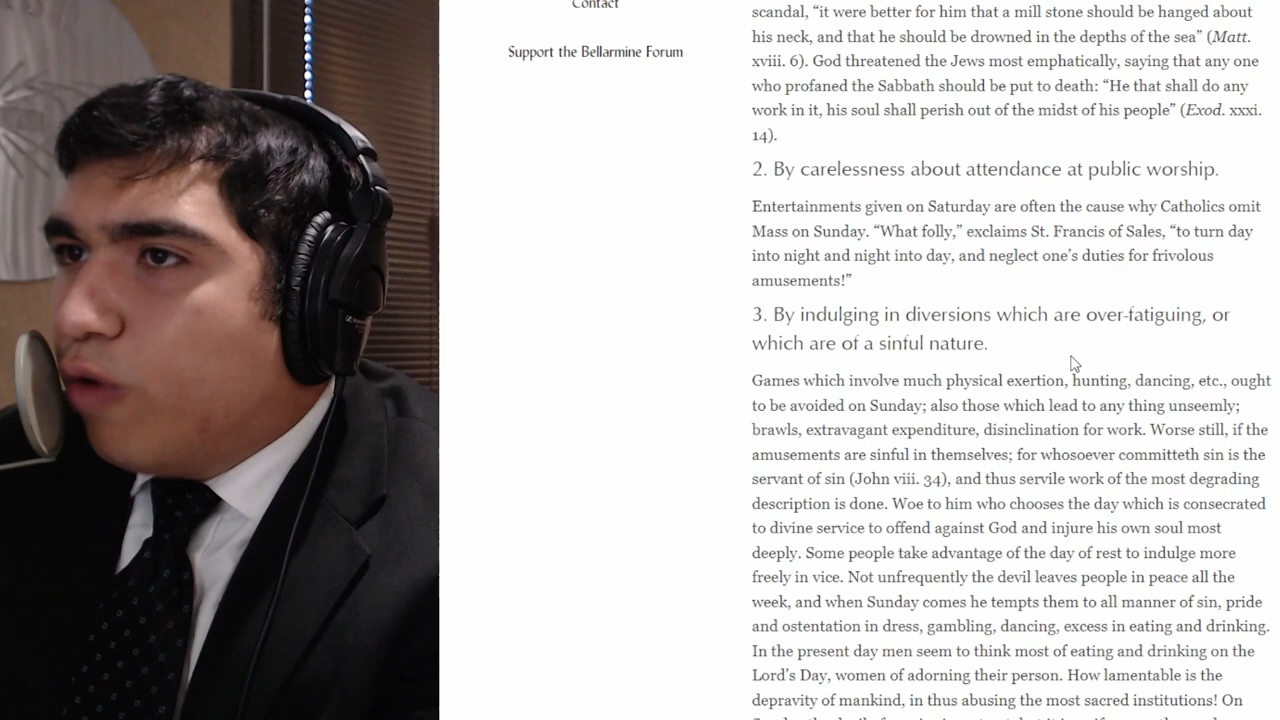 Contact
Support the Bellarmine Forum
scandal, “it were better for him that a mill stone should be hanged about
his neck, and that he should be drowned in the depths of the sea” (Matt.
xviii. 6). God threatened the Jews most emphatically, saying that any one
who profaned the Sabbath should be put to death: “He that shall do any
work in it, his soul shall perish out of the midst of his people” (Exod. xxxi.
14).
2. By carelessness about attendance at public worship.
Entertainments given on Saturday are often the cause why Catholics omit
Mass on Sunday. “What folly,” exclaims St. Francis of Sales, “to turn day
into night and night into day, and neglect one’s duties for frivolous
amusements!”
3. By indulging in diversions which are over-fatiguing, or
which are of a sinful nature.
Games which involve much physical exertion, hunting, dancing, etc., ought
to be avoided on Sunday; also those which lead to any thing unseemly;
brawls, extravagant expenditure, disinclination for work. Worse still, if the
amusements are sinful in themselves; for whosoever committeth sin is the
servant of sin (John viii. 34), and thus servile work of the most degrading
description is done. Woe to him who chooses the day which is consecrated
to divine service to offend against God and injure his own soul most
deeply. Some people take advantage of the day of rest to indulge more
freely in vice. Not unfrequently the devil leaves people in peace all the
week, and when Sunday comes he tempts them to all manner of sin, pride
and ostentation in dress, gambling, dancing, excess in eating and drinking.
In the present day men seem to think most of eating and drinking on the
Lord’s Day, women of adorning their person. How lamentable is the
depravity of mankind, in thus abusing the most sacred institutions! On